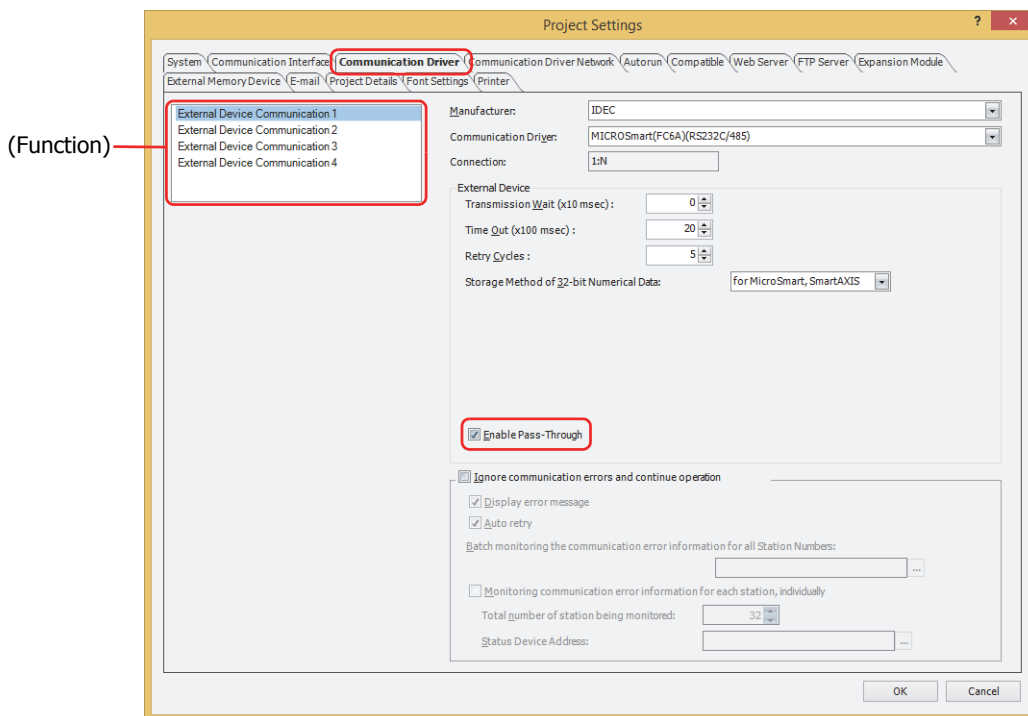 Project Settings
?
×
System
Communication Interface
Communication Driver
Communication Driver Network
Autorun
Compatible
Web Server
FTP Server
Expansion Module
External Memory Device
E-mail
Project Details
Font Settings
Printer
(Function)
External Device Communication 1
External Device Communication 2
External Device Communication 3
External Device Communication 4
Manufacturer:
IDEC
Communication Driver:
MICROSmart(FC6A)(RS232C/485)
Connection:
1:N
External Device
Transmission Wait (x10 msec) :
0
Time Out (x100 msec) :
20
Retry Cycles :
5
Storage Method of 32-bit Numerical Data:
for MicroSmart, SmartAXIS
Enable Pass-Through
Ignore communication errors and continue operation
Display error message
Auto retry
Batch monitoring the communication error information for all Station Numbers:
...
Monitoring communication error information for each station, individually
Total number of station being monitored:
32
Status Device Address:
...
OK
Cancel